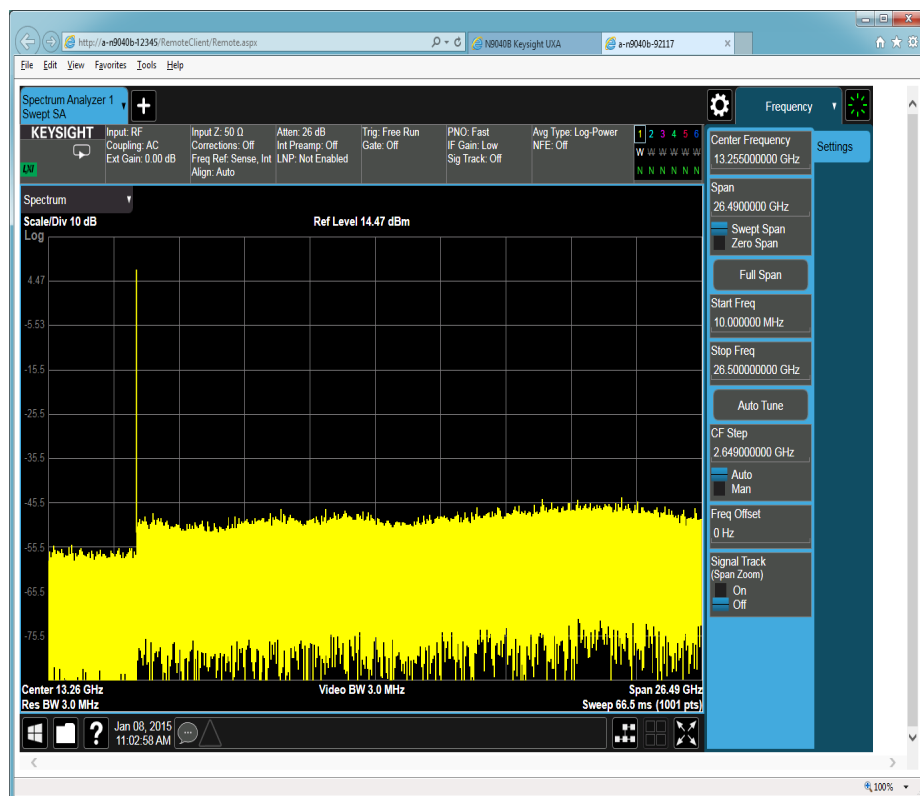 http://a-n9040b-12345/RemoteClient/Remote.aspx
N9040B Keysight UXA
a-n9040b-92117
File Edit View Favorites Tools Help
Spectrum Analyzer 1
Swept SA
Frequency
KEYSIGHT
LXI
Input: RF
Coupling: AC
Ext Gain: 0.00 dB
Input Z: 50 Ω
Corrections: Off
Freq Ref: Sense, Int
Align: Auto
Atten: 26 dB
Int Preamp: Off
LNP: Not Enabled
Trig: Free Run
Gate: Off
PNO: Fast
IF Gain: Low
Sig Track: Off
Avg Type: Log-Power
NFE: Off
1 2 3 4 5 6
W W W W W W
N N N N N N
Spectrum
Scale/Div 10 dB
Ref Level 14.47 dBm
Log
4.47
-5.53
-15.5
-25.5
-35.5
-45.5
-55.5
-65.5
-75.5
Center 13.26 GHz
Video BW 3.0 MHz
Span 26.49 GHz
Res BW 3.0 MHz
Sweep 66.5 ms (1001 pts)
?
Jan 08, 2015
11:02:58 AM
Center Frequency
13.255000000 GHz
Settings
Span
26.4900000 GHz
Swept Span
Zero Span
Full Span
Start Freq
10.000000 MHz
Stop Freq
26.500000000 GHz
Auto Tune
CF Step
2.649000000 GHz
Auto
Man
Freq Offset
0 Hz
Signal Track
(Span Zoom)
On
Off
100%